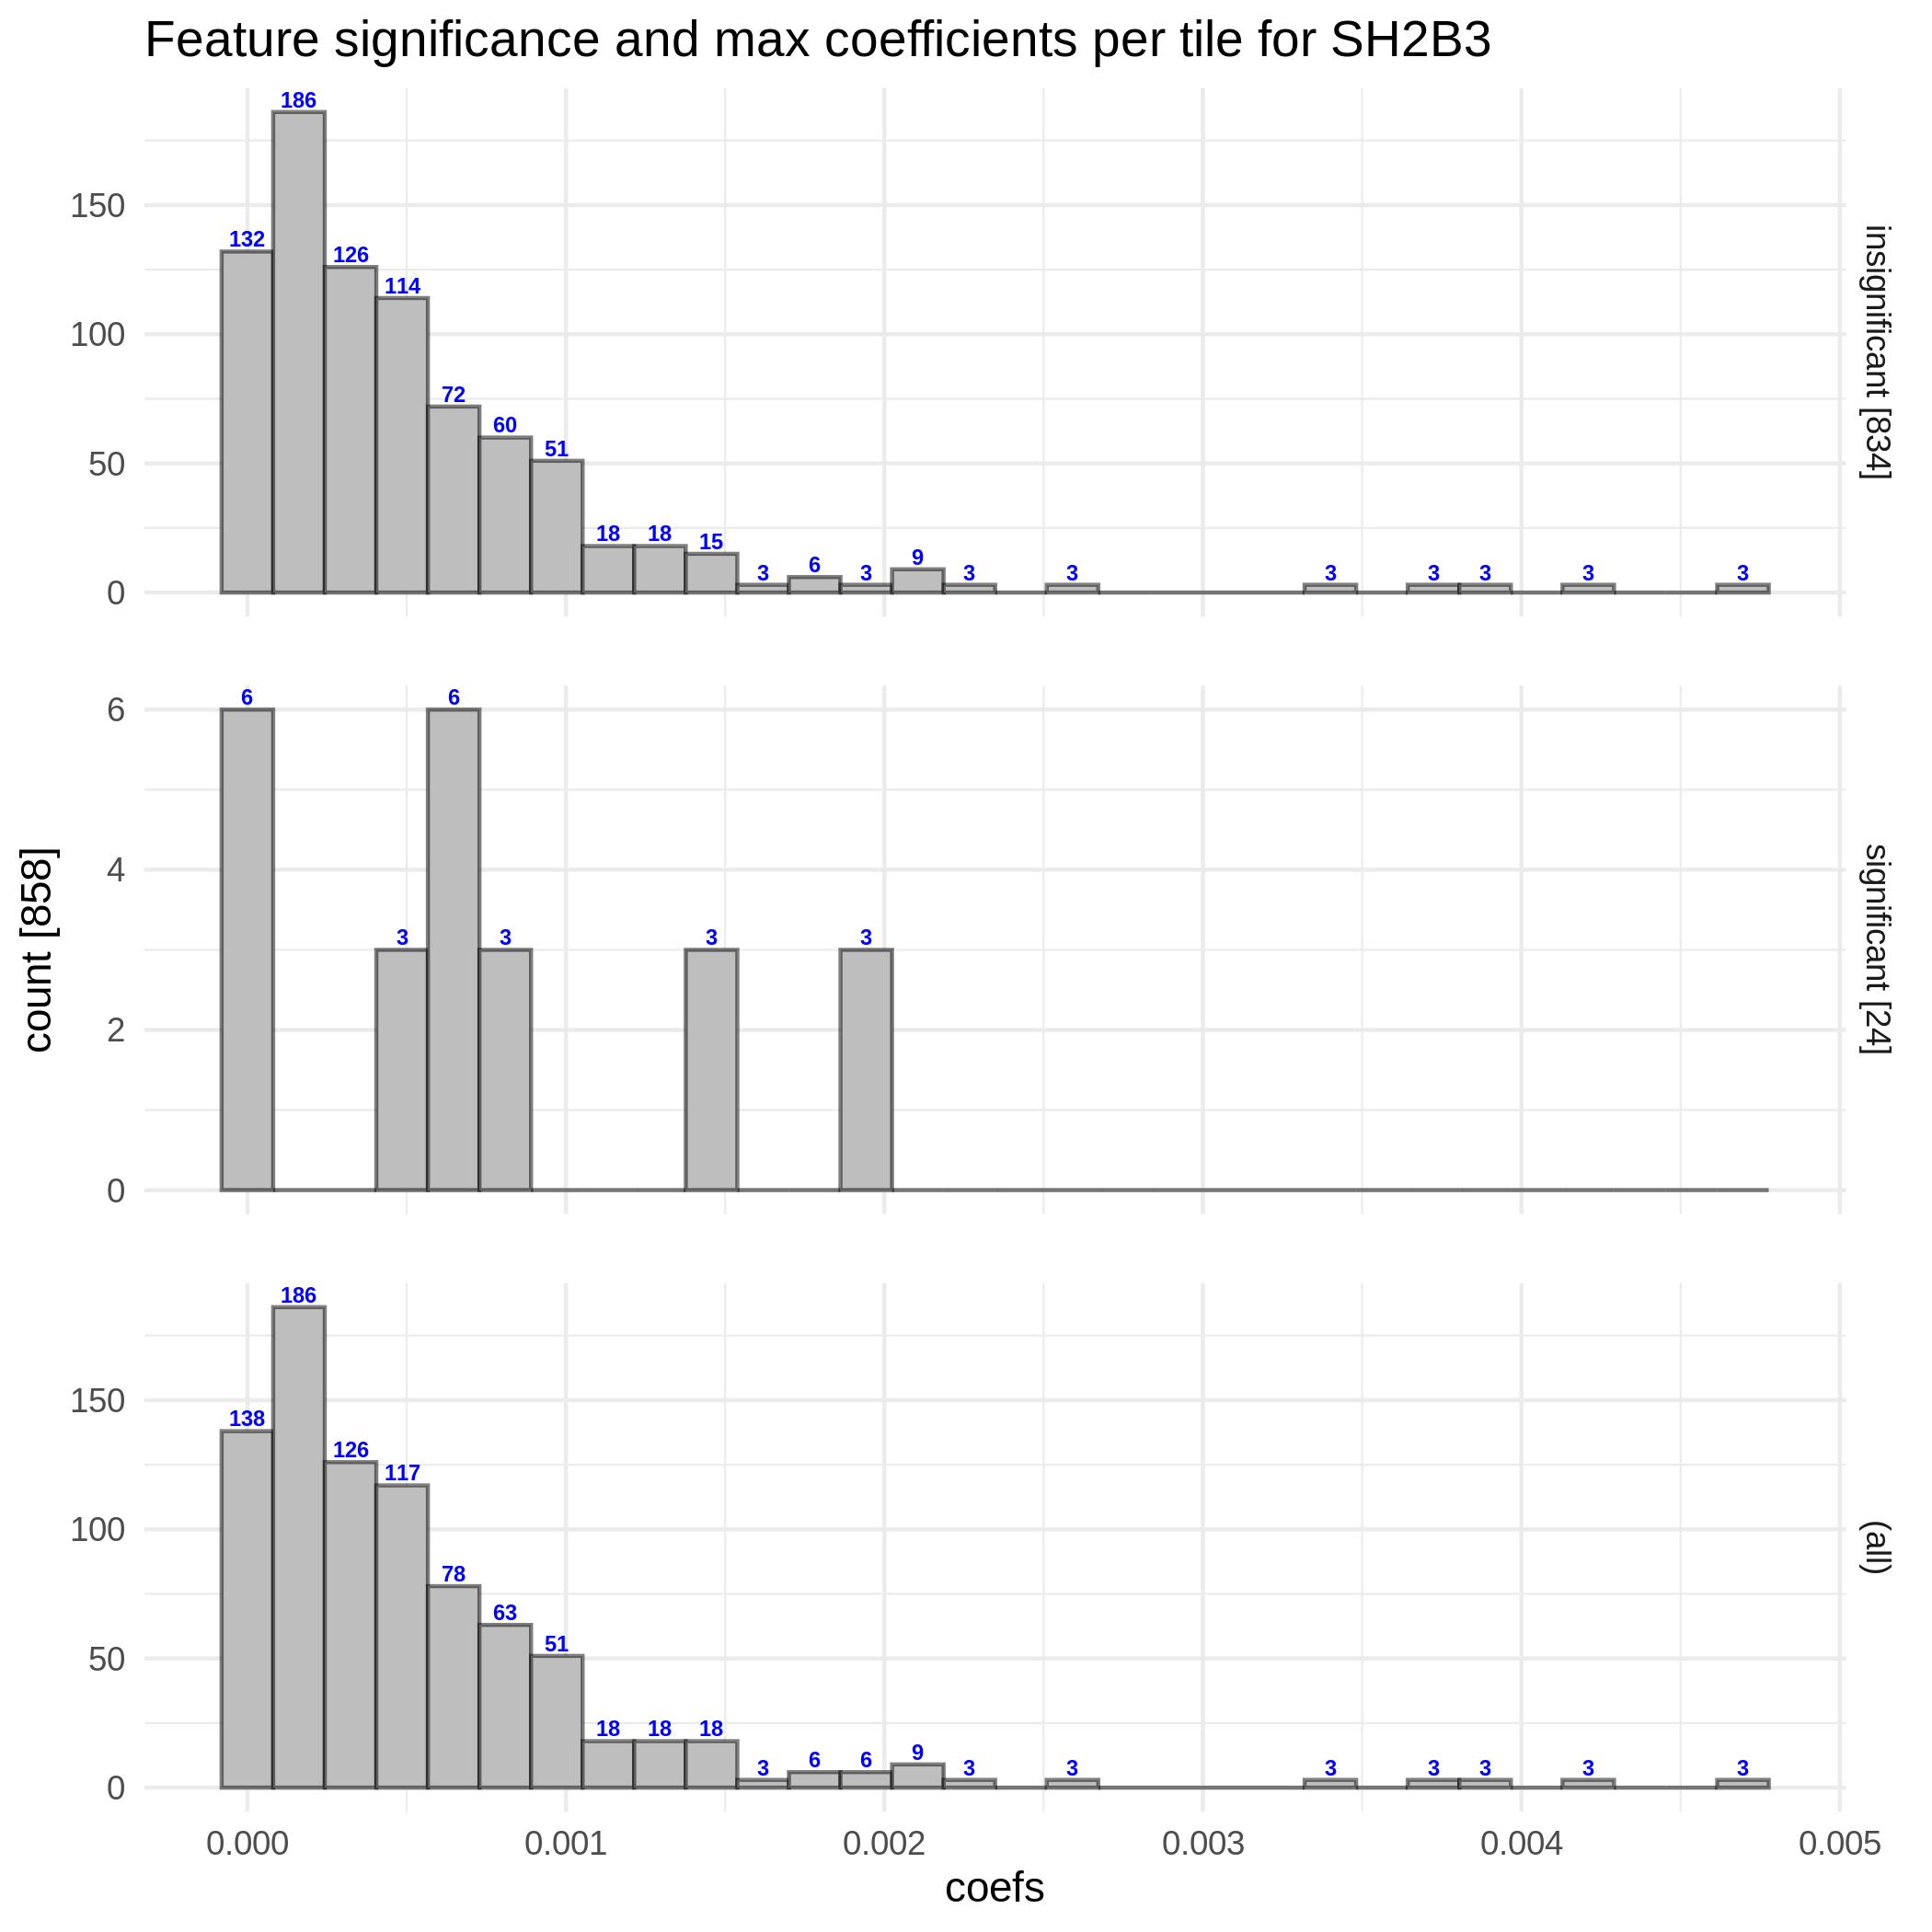 Feature significance and max coefficients per tile for SH2B3
186
150
132
126
114
100
72
60
50
51
18 18 15
3 6 3 9 3 3 3 3 3 3 3
0
insignificant [834]
6 6
6
4
3 3 3 3
2
0
significant [24]
count [858]
186
150
138
126
117
100
78
63
50
51
18 18 18
3 6 6 9 3 3 3 3 3 3 3
0
(all)
0.000 0.001 0.002 0.003 0.004 0.005
coefs